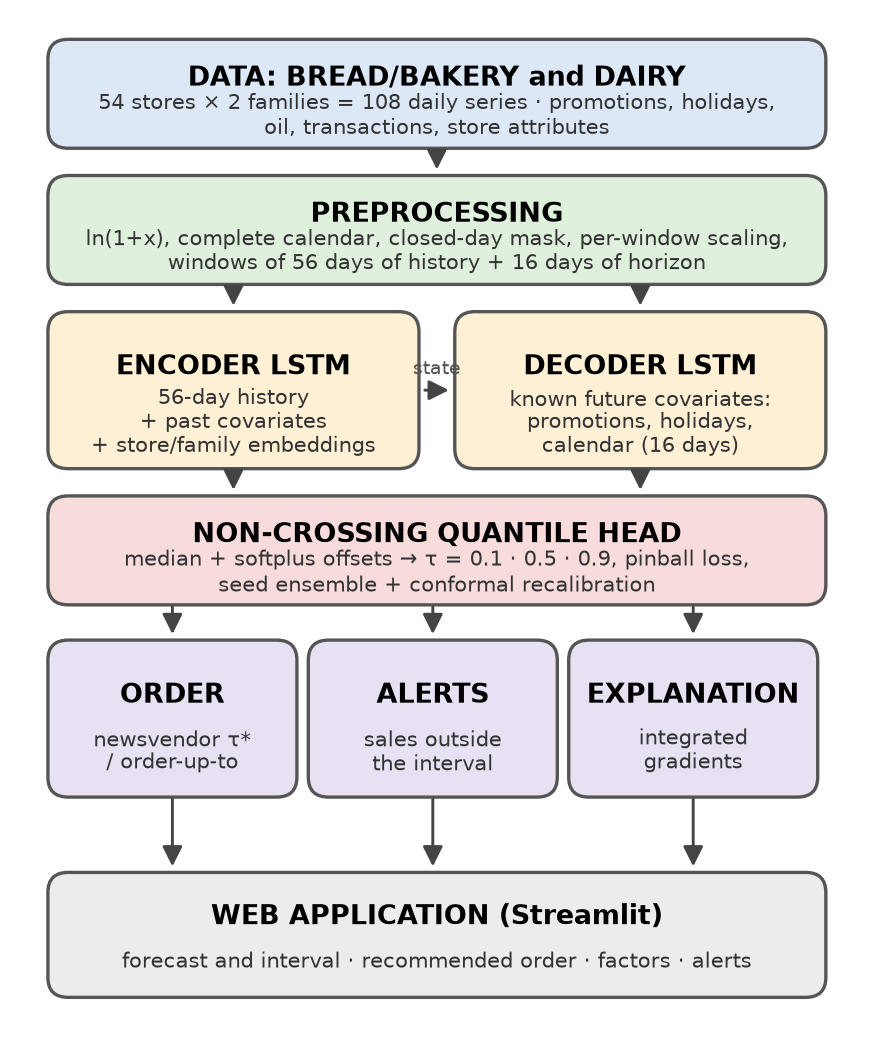 DATA: BREAD/BAKERY and DAIRY
54 stores × 2 families = 108 daily series · promotions, holidays,
oil, transactions, store attributes
PREPROCESSING
ln(1+x), complete calendar, closed-day mask, per-window scaling,
windows of 56 days of history + 16 days of horizon
ENCODER LSTM
56-day history
+ past covariates
+ store/family embeddings
state
DECODER LSTM
known future covariates:
promotions, holidays,
calendar (16 days)
NON-CROSSING QUANTILE HEAD
median + softplus offsets → τ = 0.1 · 0.5 · 0.9, pinball loss,
seed ensemble + conformal recalibration
ORDER
newsvendor τ*
/ order-up-to
ALERTS
sales outside
the interval
EXPLANATION
integrated
gradients
WEB APPLICATION (Streamlit)
forecast and interval · recommended order · factors · alerts